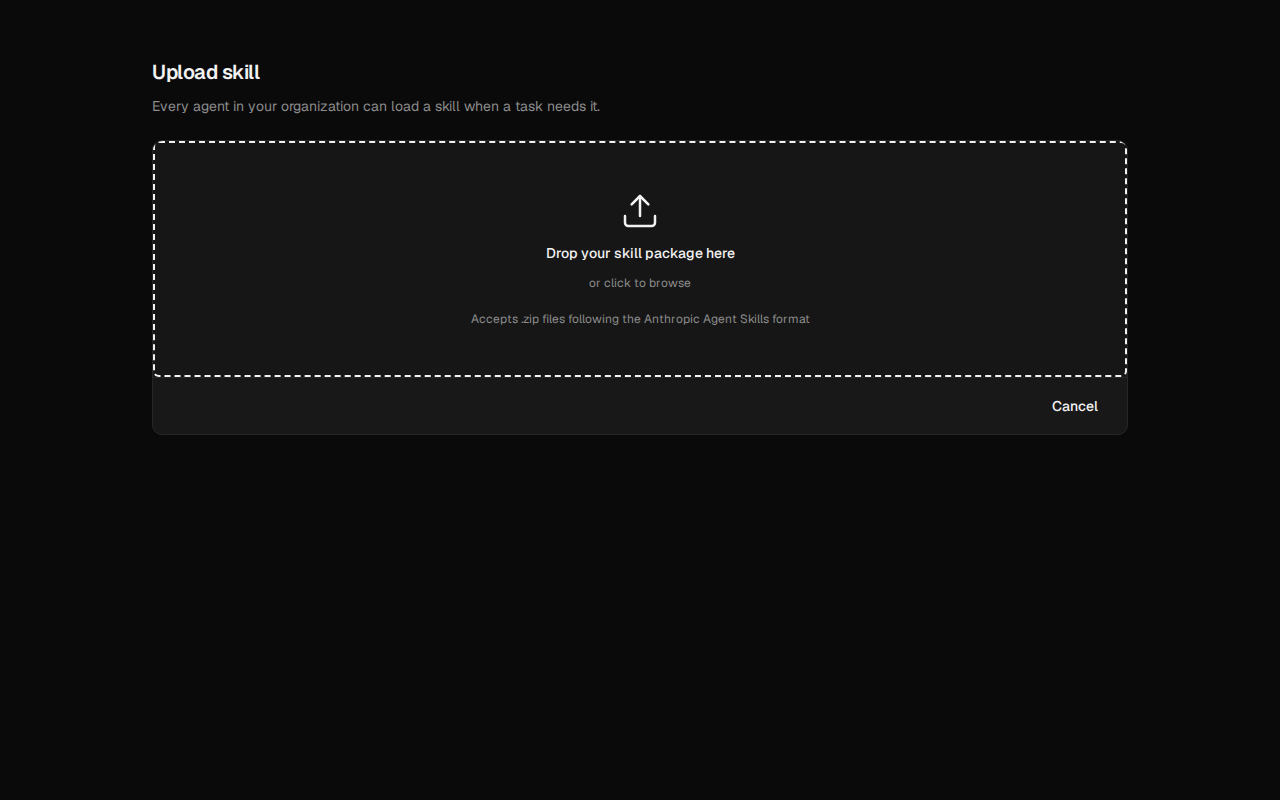 Upload skill
Every agent in your organization can load a skill when a task needs it.
Drop your skill package here
or click to browse
Accepts .zip files following the Anthropic Agent Skills format
Cancel